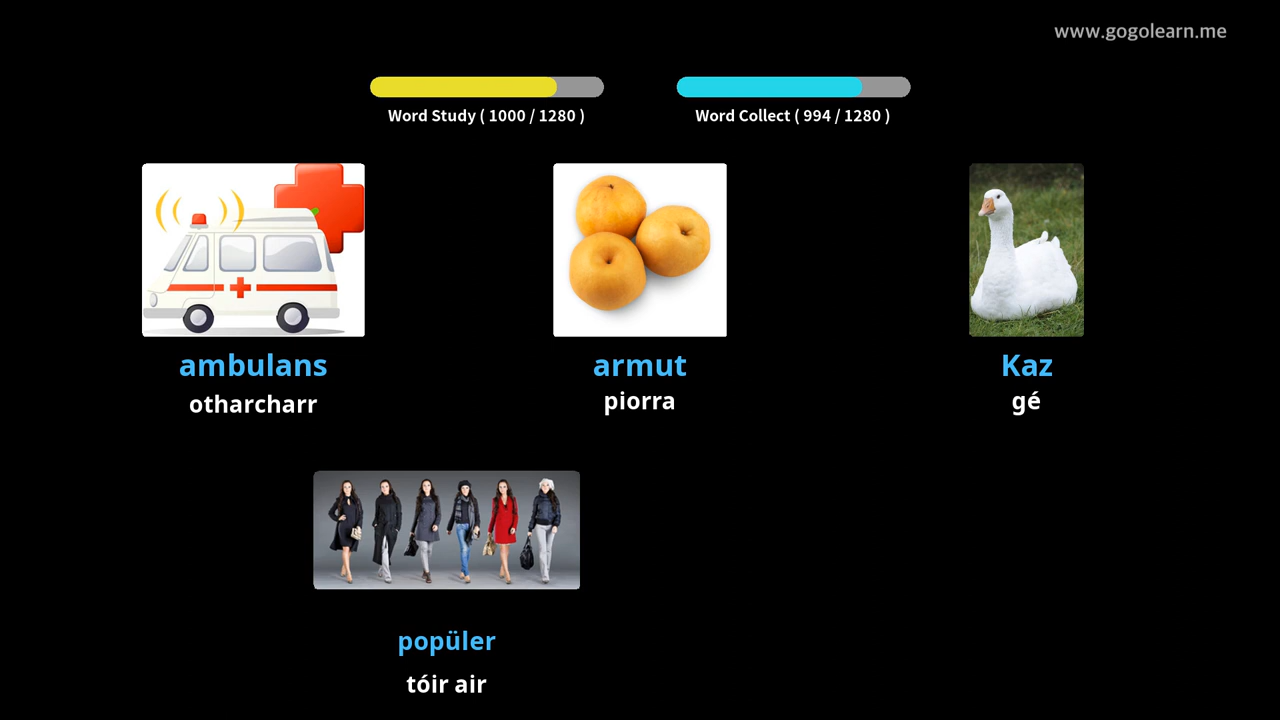 www.gogolearn.me
Word Study ( 1000 / 1280 )
Word Collect ( 994 / 1280 )
ambulans
otharcharr
armut
piorra
Kaz
gé
popüler
tóir air